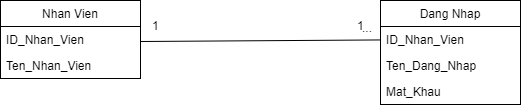 Nhan Vien
ID_Nhan_Vien
Ten_Nhan_Vien
1
1...
Dang Nhap
ID_Nhan_Vien
Ten_Dang_Nhap
Mat_Khau